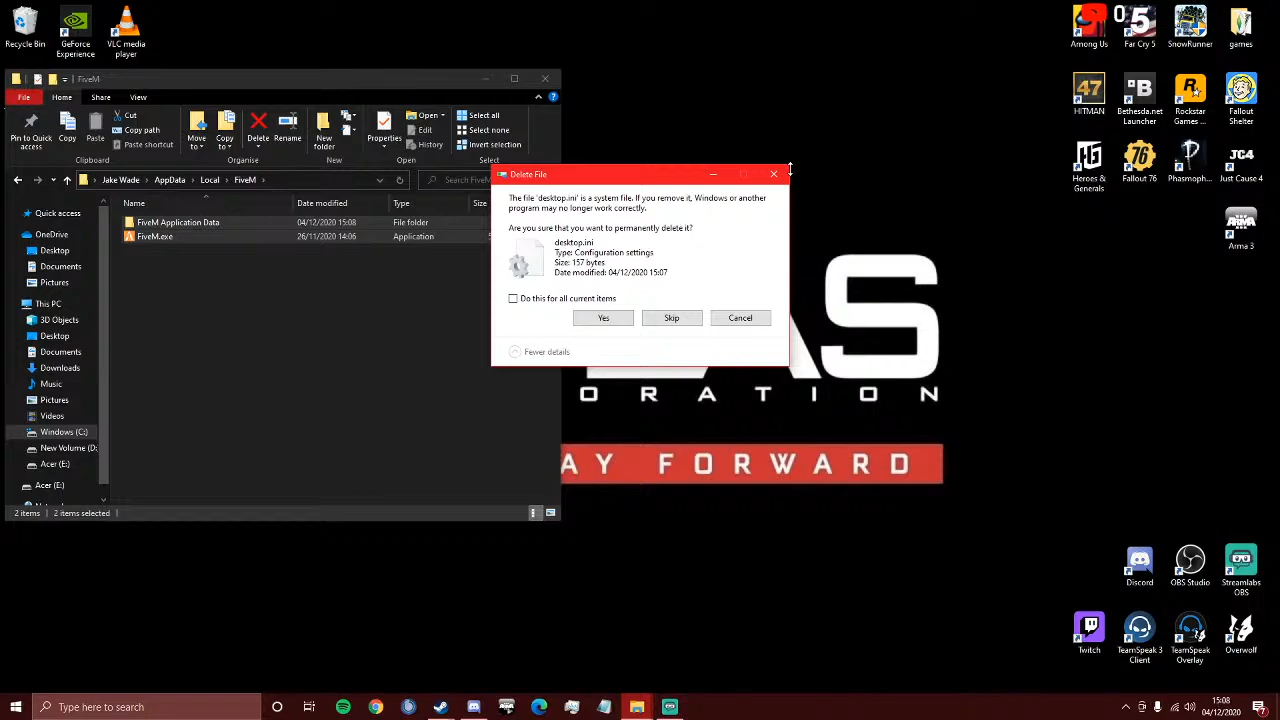 Recycle Bin
GeForce Experience
VLC media player
Among Us
Far Cry 5
SnowRunner
games
05
FiveM
File Home Share View
Pin to Quick access
Copy
Paste
Cut
Copy path
Paste shortcut
Clipboard
Move to
Copy to
Delete
Rename
Organise
New folder
New
Properties
Open
Edit
History
Open
Select all
Select none
Invert selection
Select
Jake Wade > AppData > Local > FiveM >
Search FiveM
Name Date modified Type Size
FiveM Application Data 04/12/2020 15:08 File folder
FiveM.exe 26/11/2020 14:06 Application
Quick access
OneDrive
Desktop
Documents
Pictures
This PC
3D Objects
Desktop
Documents
Downloads
Music
Pictures
Videos
Windows (C:)
New Volume (D:
Acer (E:)
Acer (E:)
2 items 2 items selected
Delete File
The file 'desktop.ini' is a system file. If you remove it, Windows or another
program may no longer work correctly.
Are you sure that you want to permanently delete it?
desktop.ini
Type: Configuration settings
Size: 157 bytes
Date modified: 04/12/2020 15:07
Do this for all current items
Yes Skip Cancel
Fewer details
AS
O R A T I O N
AY FORWARD
47
HITMAN
Bethesda.net Launcher
Rockstar Games ...
Fallout Shelter
Heroes & Generals
76
Fallout 76
Phasmoph...
JC4
Just Cause 4
ARMA
Arma 3
Discord
OBS Studio
Streamlabs OBS
Twitch
TeamSpeak 3 Client
TeamSpeak Overlay
Overwolf
Type here to search
15:08
04/12/2020